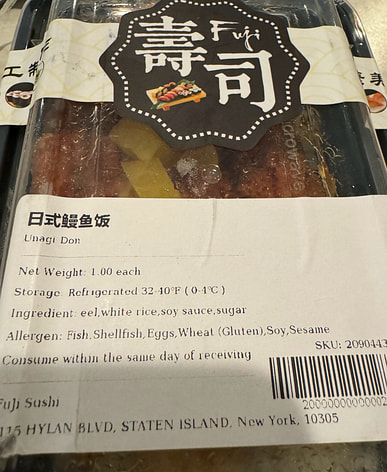 Fuji
壽司
工制
日式鳗鱼饭
Unagi Don
Net Weight: 1.00 each
Storage: Refrigerated 32-40°F ( 0-4°C )
Ingredient: eel,white rice,soy sauce,sugar
Allergen: Fish,Shellfish,Eggs,Wheat (Gluten),Soy,Sesame
SKU: 2090443
Consume within the same day of receiving
Fuji Sushi
HYLAN BLVD, STATEN ISLAND, New York, 10305